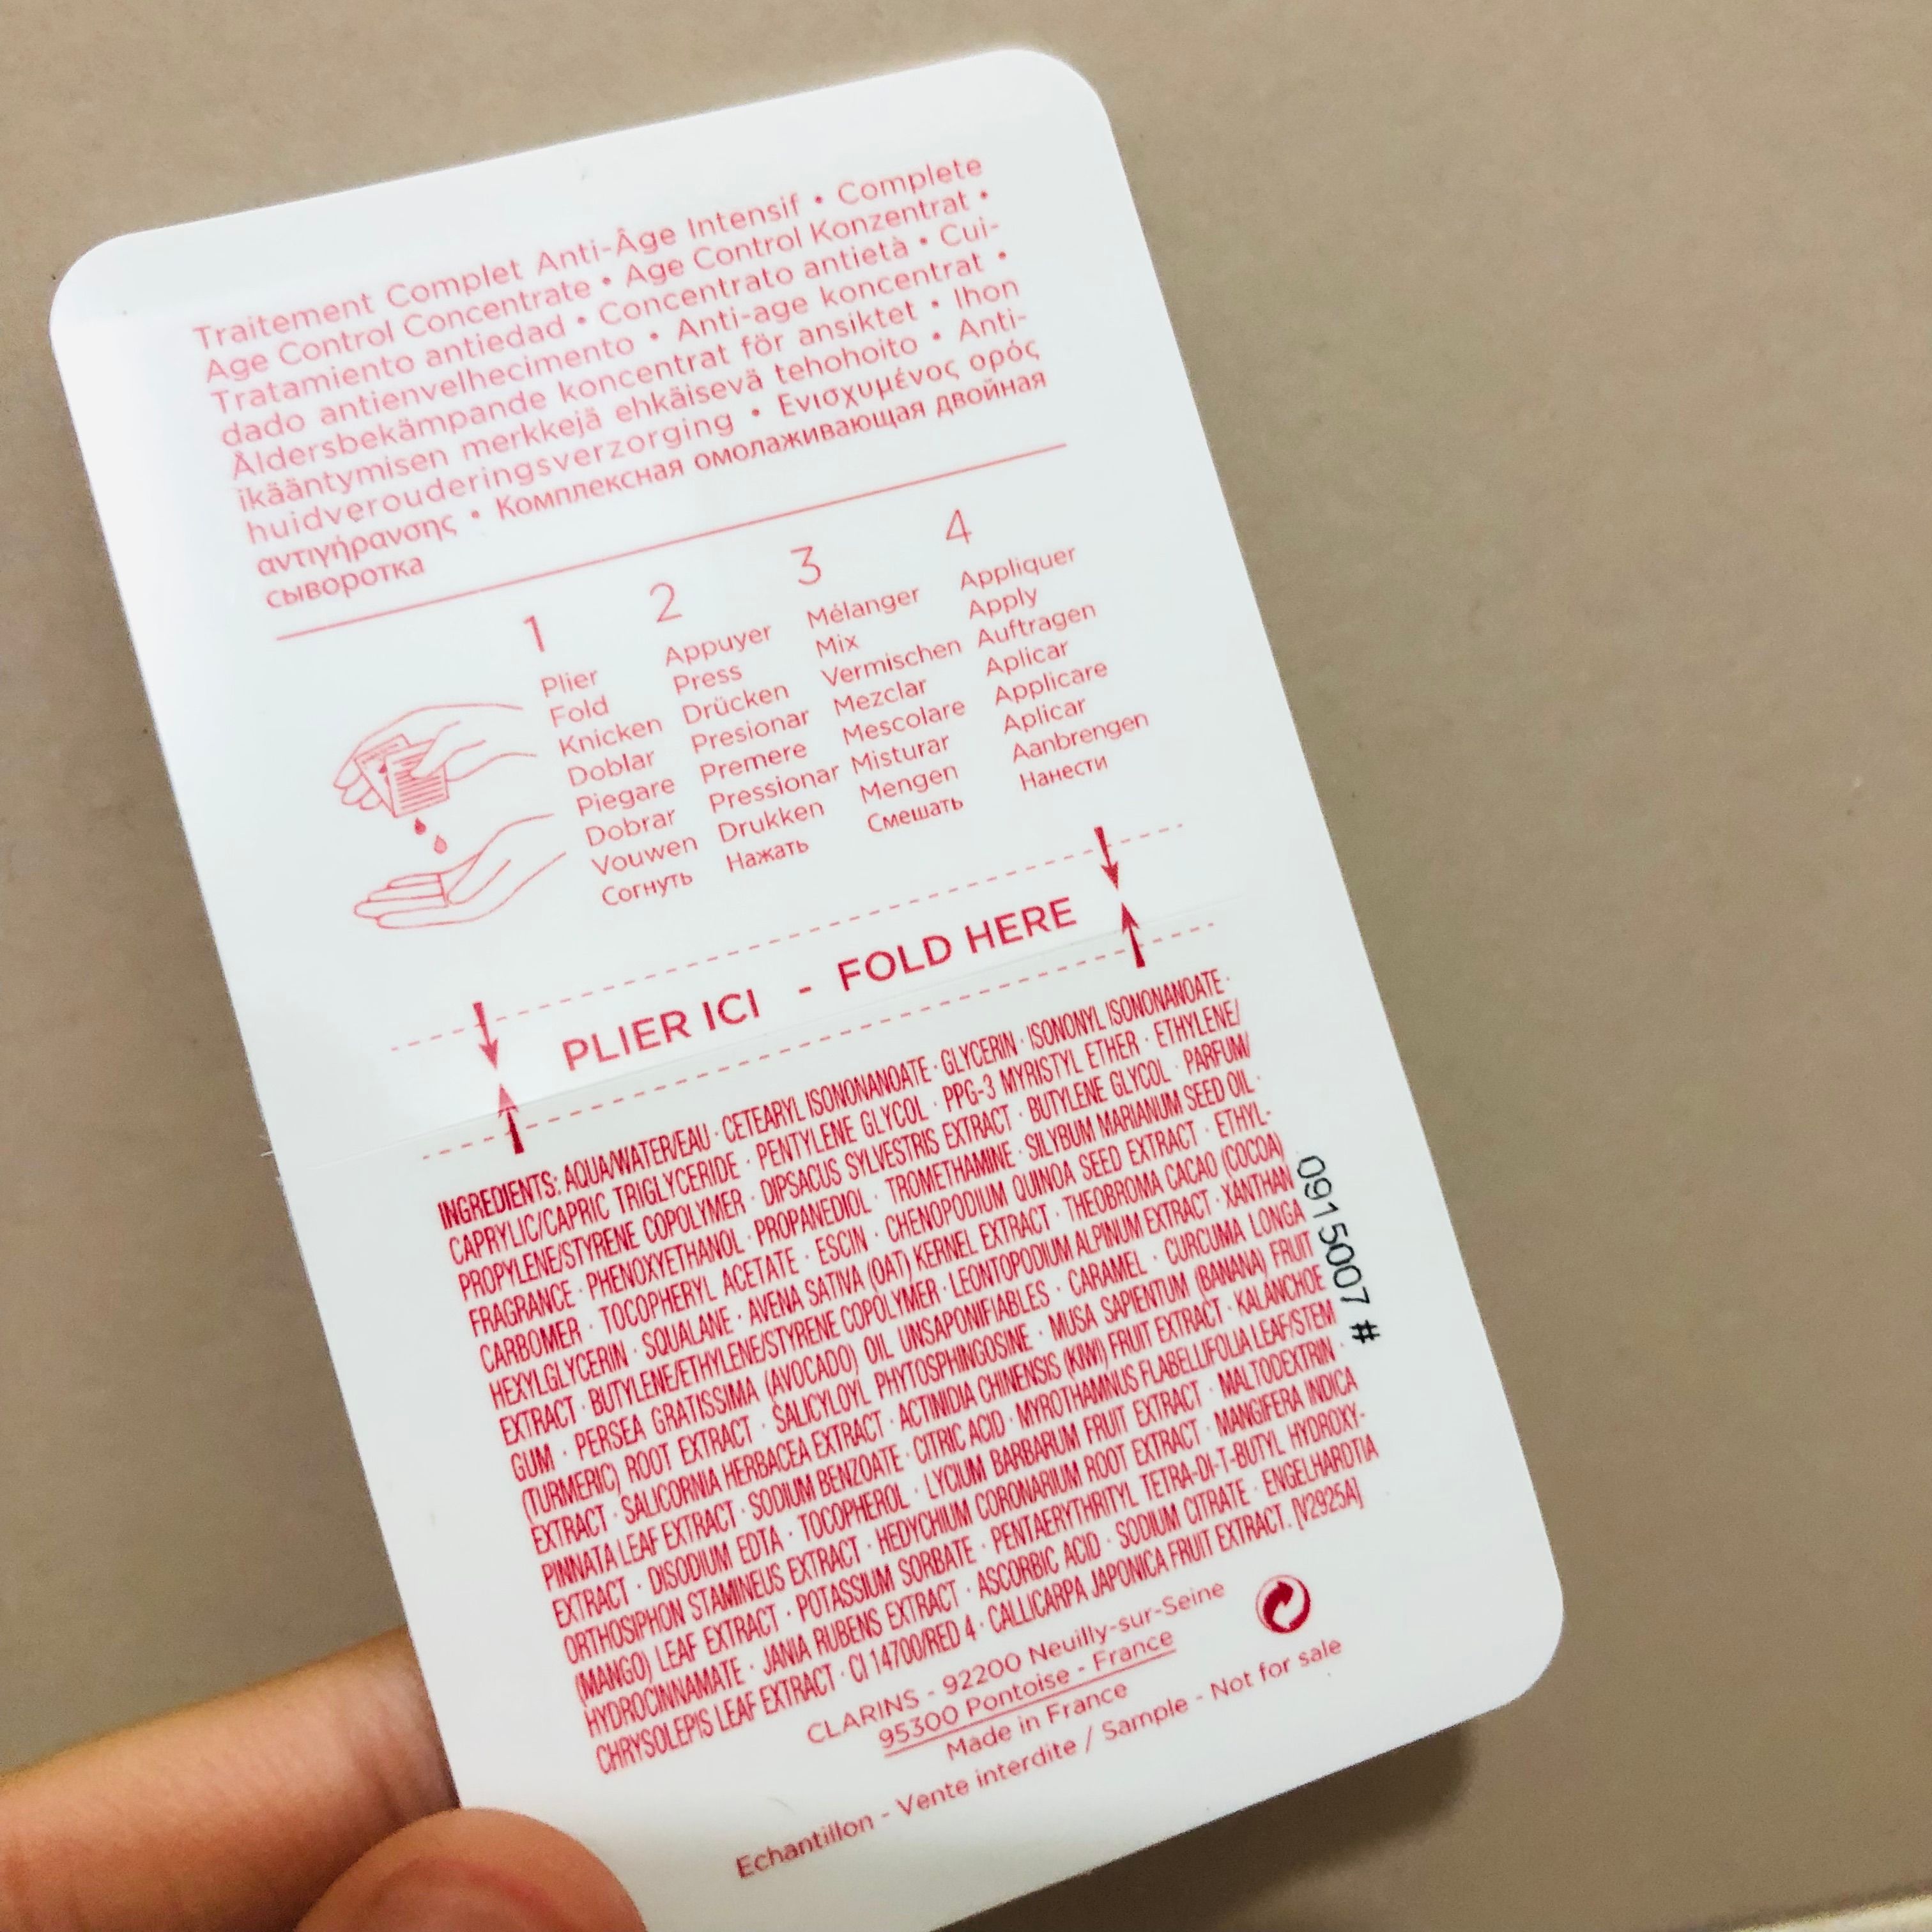 Traitement Complet Anti-Âge Intensif • Complete
Age Control Concentrate • Age Control Konzentrat •
Tratamiento antiedad • Concentrato antietà • Cui-
dado antienvelhecimento • Anti-age koncentrat •
Åldersbekämpande koncentrat för ansiktet • Ihon
ikääntymisen merkkejä ehkäisevä tehohoito • Anti-
huidverouderingsverzorging • Ενισχυμένος ορός
αντιγήρανσης • Комплексная омолаживающая двойная
сыворотка
1
Plier
Fold
Knicken
Doblar
Piegare
Dobrar
Vouwen
Согнуть
2
Appuyer
Press
Drücken
Presionar
Premere
Pressionar
Drukken
Нажать
3
Mélanger
Mix
Vermischen
Mezclar
Mescolare
Misturar
Mengen
Смешать
4
Appliquer
Apply
Auftragen
Aplicar
Applicare
Aplicar
Aanbrengen
Нанести
PLIER ICI - FOLD HERE
INGREDIENTS: AQUA/WATER/EAU · CETEARYL ISONONANOATE · GLYCERIN · ISONONYL ISONONANOATE ·
CAPRYLIC/CAPRIC TRIGLYCERIDE · PENTYLENE GLYCOL · PPG-3 MYRISTYL ETHER · ETHYLENE/
PROPYLENE/STYRENE COPOLYMER · DIPSACUS SYLVESTRIS EXTRACT · BUTYLENE GLYCOL · PARFUM/
FRAGRANCE · PHENOXYETHANOL · PROPANEDIOL · TROMETHAMINE · SILYBUM MARIANUM SEED OIL ·
CARBOMER · TOCOPHERYL ACETATE · ESCIN · CHENOPODIUM QUINOA SEED EXTRACT · ETHYL-
HEXYLGLYCERIN · SQUALANE · AVENA SATIVA (OAT) KERNEL EXTRACT · THEOBROMA CACAO (COCOA)
EXTRACT · BUTYLENE/ETHYLENE/STYRENE COPOLYMER · LEONTOPODIUM ALPINUM EXTRACT · XANTHAN
GUM · PERSEA GRATISSIMA (AVOCADO) OIL UNSAPONIFIABLES · CARAMEL · CURCUMA LONGA
(TURMERIC) ROOT EXTRACT · SALICYLOYL PHYTOSPHINGOSINE · MUSA SAPIENTUM (BANANA) FRUIT
EXTRACT · SALICORNIA HERBACEA EXTRACT · ACTINIDIA CHINENSIS (KIWI) FRUIT EXTRACT · KALANCHOE
PINNATA LEAF EXTRACT · SODIUM BENZOATE · CITRIC ACID · MYROTHAMNUS FLABELLIFOLIA LEAF/STEM
EXTRACT · DISODIUM EDTA · TOCOPHEROL · LYCIUM BARBARUM FRUIT EXTRACT · MALTODEXTRIN ·
ORTHOSIPHON STAMINEUS EXTRACT · HEDYCHIUM CORONARIUM ROOT EXTRACT · MANGIFERA INDICA
(MANGO) LEAF EXTRACT · POTASSIUM SORBATE · PENTAERYTHRITYL TETRA-DI-T-BUTYL HYDROXY-
HYDROCINNAMATE · JANIA RUBENS EXTRACT · ASCORBIC ACID · SODIUM CITRATE · ENGELHARDTIA
CHRYSOLEPIS LEAF EXTRACT · CI 14700/RED 4 · CALLICARPA JAPONICA FRUIT EXTRACT. [V2925A]
0915007 #
CLARINS - 92200 Neuilly-sur-Seine
95300 Pontoise - France
Made in France
Echantillon - Vente interdite / Sample - Not for sale